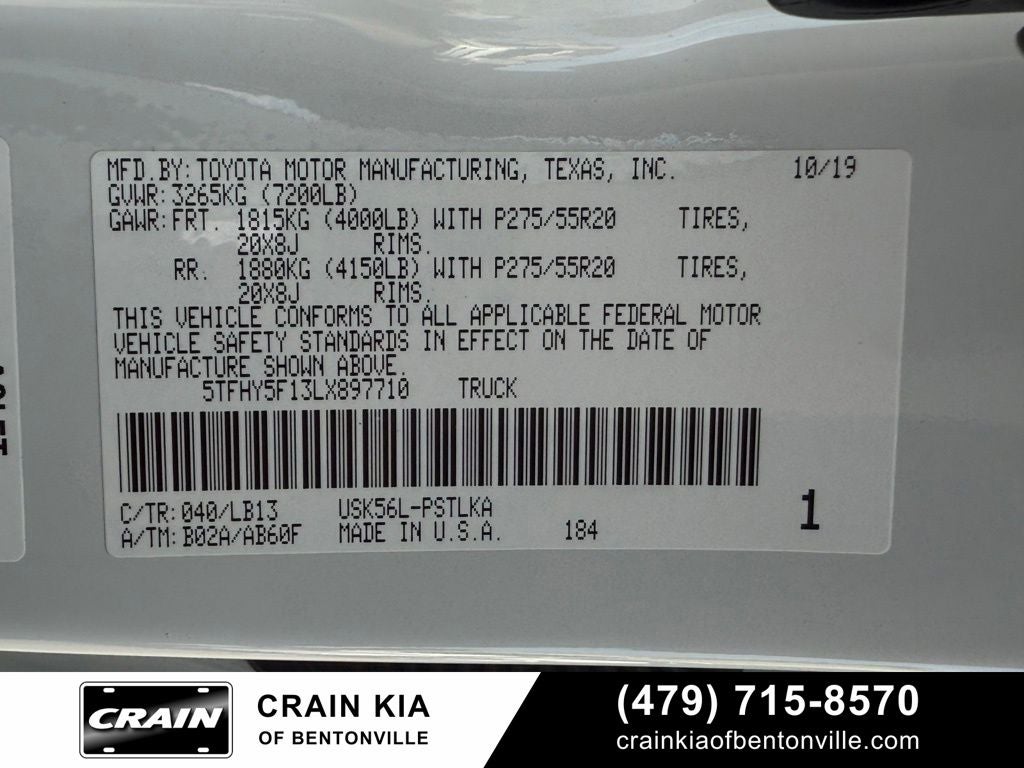 MFD.BY: TOYOTA MOTOR MANUFACTURING, TEXAS, INC. 10/19
GVWR: 3265KG (7200LB)
GAWR: FRT. 1815KG (4000LB) WITH P275/55R20 TIRES,
20X8J RIMS.
RR. 1880KG (4150LB) WITH P275/55R20 TIRES,
20X8J RIMS.
THIS VEHICLE CONFORMS TO ALL APPLICABLE FEDERAL MOTOR
VEHICLE SAFETY STANDARDS IN EFFECT ON THE DATE OF
MANUFACTURE SHOWN ABOVE.
5TFHY5F13LX897710 TRUCK
C/TR: 040/LB13 USK56L-PSTLKA
A/TM: B02A/AB60F MADE IN U.S.A. 184 1
CRAIN
CRAIN KIA
OF BENTONVILLE
(479) 715-8570
crainkiaofbentonville.com